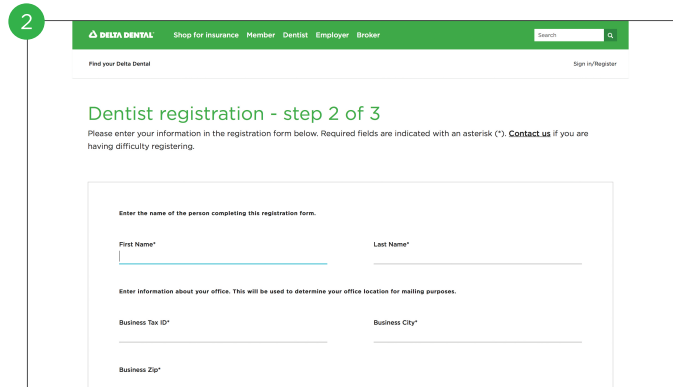 2
DELTA DENTAL® Shop for insurance Member Dentist Employer Broker Search
Find your Delta Dental Sign in/Register
Dentist registration - step 2 of 3
Please enter your information in the registration form below. Required fields are indicated with an asterisk (*). Contact us if you are
having difficulty registering.
Enter the name of the person completing this registration form.
First Name* Last Name*
Enter information about your office. This will be used to determine your office location for mailing purposes.
Business Tax ID* Business City*
Business Zip*